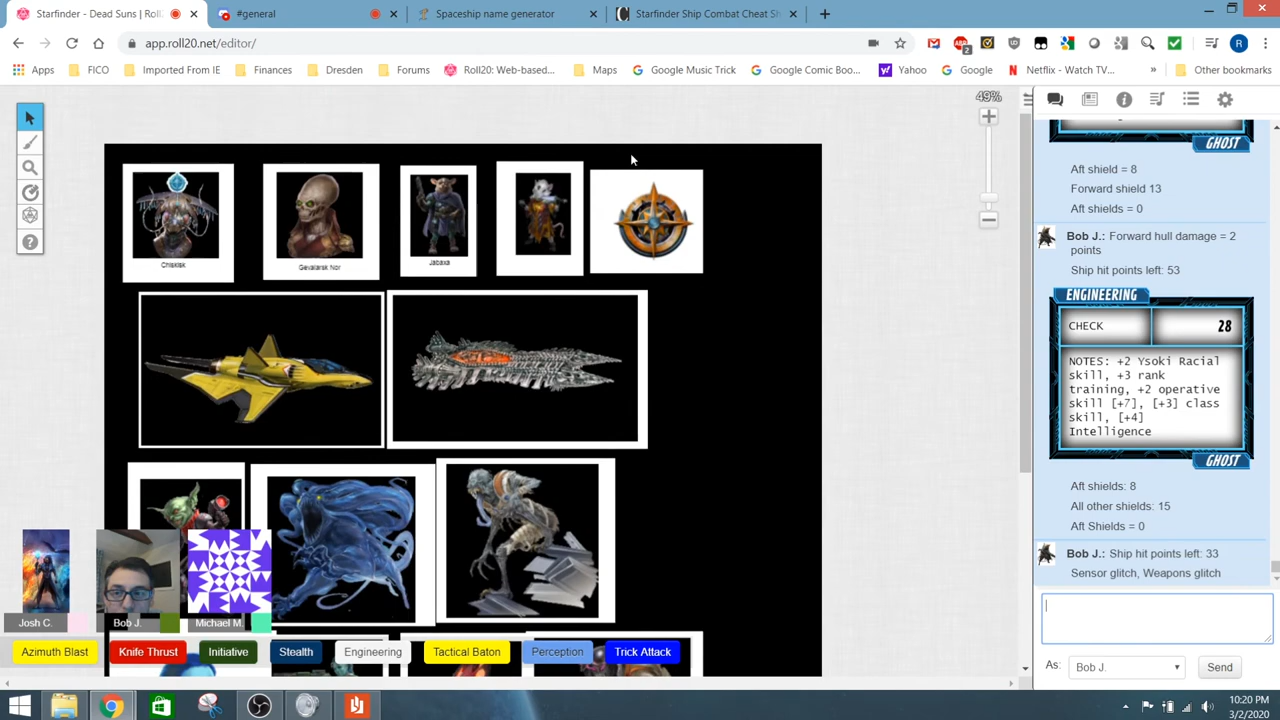 Starfinder - Dead Suns | Roll
#general
Spaceship name generator
Starfinder Ship Combat Cheat Sh
app.roll20.net/editor/
2
R
Apps
FICO
Imported From IE
Finances
Dresden
Forums
Roll20: Web-based...
Maps
Google Music Trick
Google Comic Boo...
Yahoo
Google
Netflix - Watch TV...
»
Other bookmarks
49%
GHOST
Aft shield = 8
Forward shield 13
Aft shields = 0
Bob J.: Forward hull damage = 2
points
Ship hit points left: 53
ENGINEERING
CHECK
28
NOTES: +2 Ysoki Racial
skill, +3 rank
training, +2 operative
skill [+7], [+3] class
skill, [+4]
Intelligence
GHOST
Aft shields: 8
All other shields: 15
Aft Shields = 0
Bob J.: Ship hit points left: 33
Sensor glitch, Weapons glitch
As:
Bob J.
Send
Chiskisk
Gevalarsk Nor
Jabaxa
Josh C.
Bob J.
Michael M.
Azimuth Blast
Knife Thrust
Initiative
Stealth
Engineering
Tactical Baton
Perception
Trick Attack
10:20 PM
3/2/2020